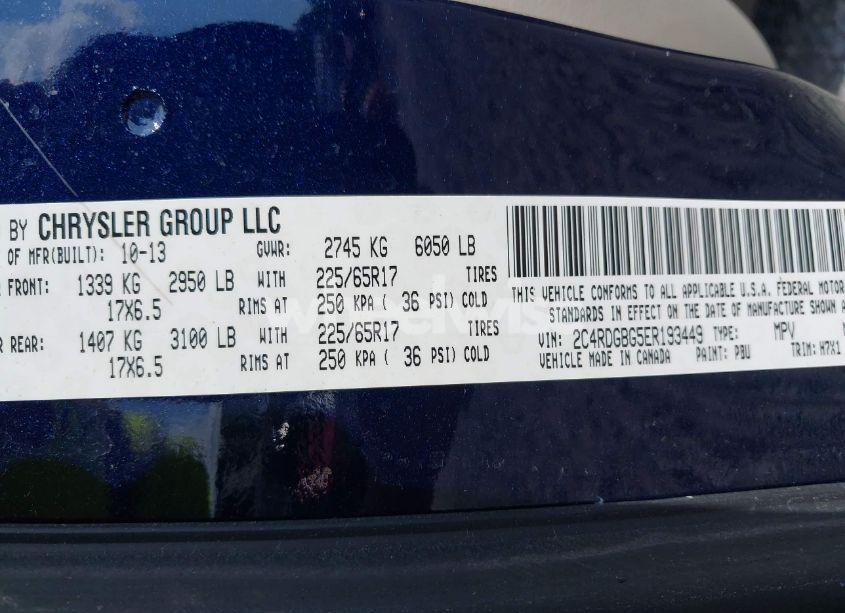 BY CHRYSLER GROUP LLC
OF MFR(BUILT): 10-13 GVWR: 2745 KG 6050 LB
FRONT: 1339 KG 2950 LB WITH 225/65R17 TIRES
17X6.5 RIMS AT 250 KPA ( 36 PSI) COLD
REAR: 1407 KG 3100 LB WITH 225/65R17 TIRES
17X6.5 RIMS AT 250 KPA ( 36 PSI) COLD
THIS VEHICLE CONFORMS TO ALL APPLICABLE U.S.A. FEDERAL MOTOR
STANDARDS IN EFFECT ON THE DATE OF MANUFACTURE SHOWN
VIN: 2C4RDGBG5ER193449 TYPE: MPV
VEHICLE MADE IN CANADA PAINT: PBU TRIM: H7X1